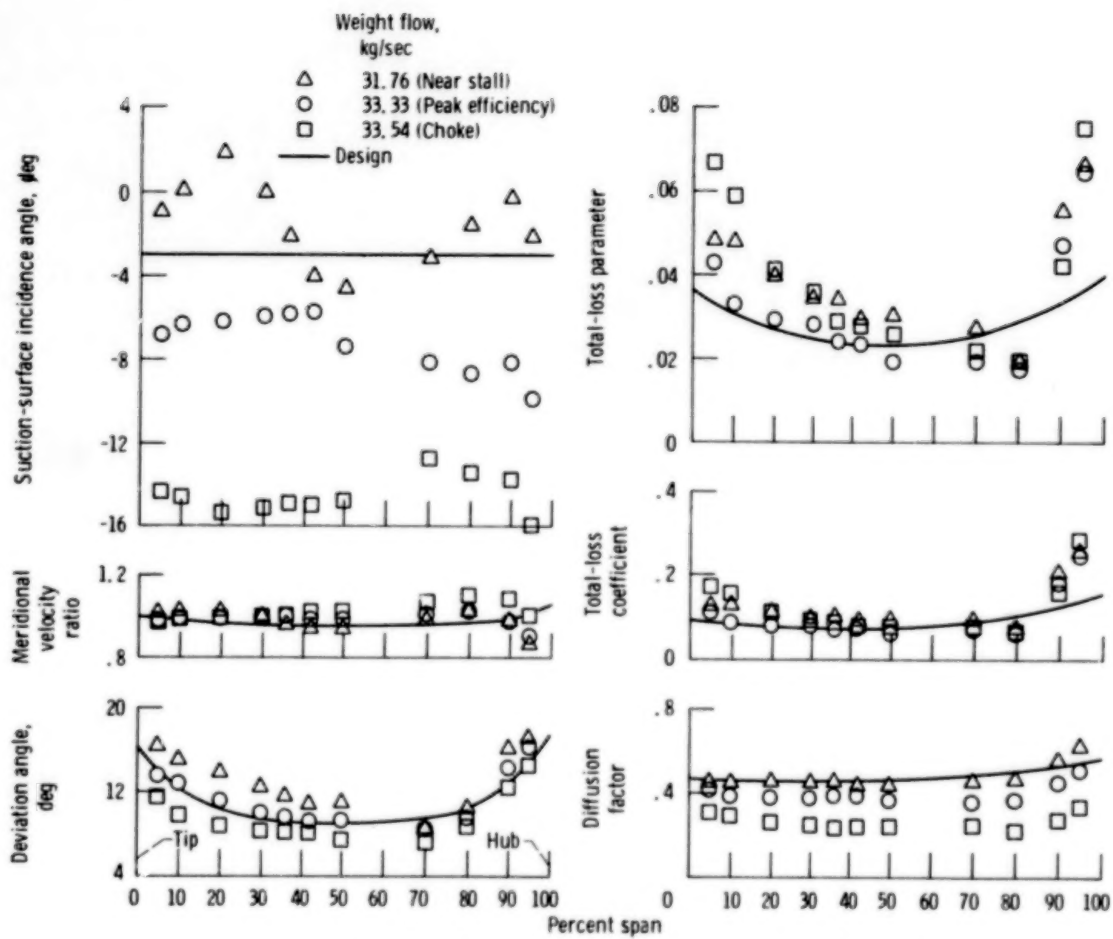 Weight flow,
kg/sec
31.76 (Near stall)
33.33 (Peak efficiency)
33.54 (Choke)
Design
Suction-surface incidence angle, deg
4
0
-4
-8
-12
-16
Meridional
velocity
ratio
1.2
.8
Deviation angle,
deg
20
12
4
Tip
Hub
0 10 20 30 40 50 60 70 80 90 100
Total-loss parameter
.08
.06
.04
.02
0
Total-loss
coefficient
.4
.2
0
Diffusion
factor
.8
.4
0 10 20 30 40 50 60 70 80 90 100
Percent span